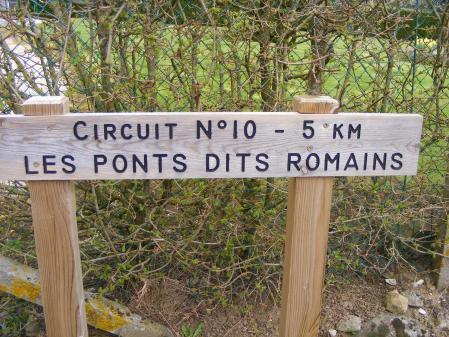 CIRCUIT N°10 - 5 KM
LES PONTS DITS ROMAINS